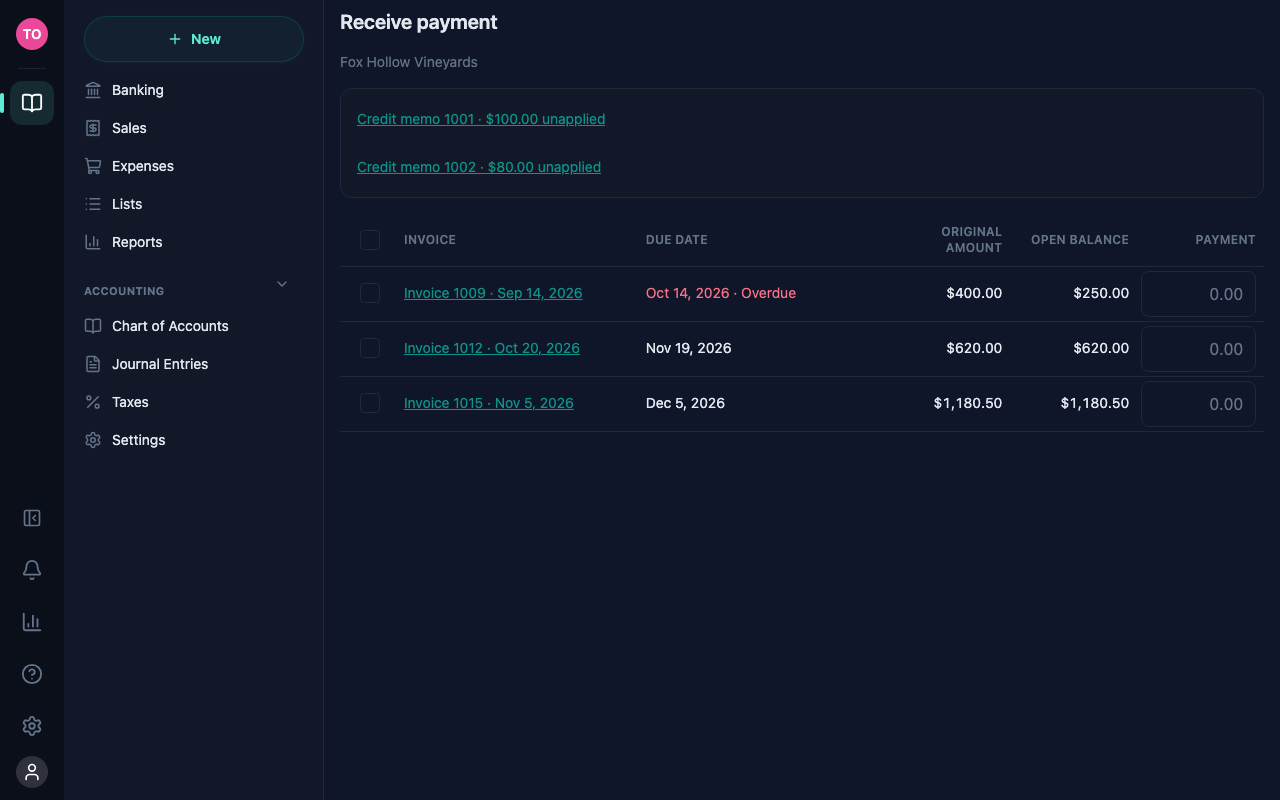 TO
New
Banking
Sales
Expenses
Lists
Reports
ACCOUNTING
Chart of Accounts
Journal Entries
Taxes
Settings
Receive payment
Fox Hollow Vineyards
Credit memo 1001 · $100.00 unapplied
Credit memo 1002 · $80.00 unapplied
INVOICE DUE DATE ORIGINAL AMOUNT OPEN BALANCE PAYMENT
Invoice 1009 · Sep 14, 2026 Oct 14, 2026 · Overdue $400.00 $250.00 0.00
Invoice 1012 · Oct 20, 2026 Nov 19, 2026 $620.00 $620.00 0.00
Invoice 1015 · Nov 5, 2026 Dec 5, 2026 $1,180.50 $1,180.50 0.00